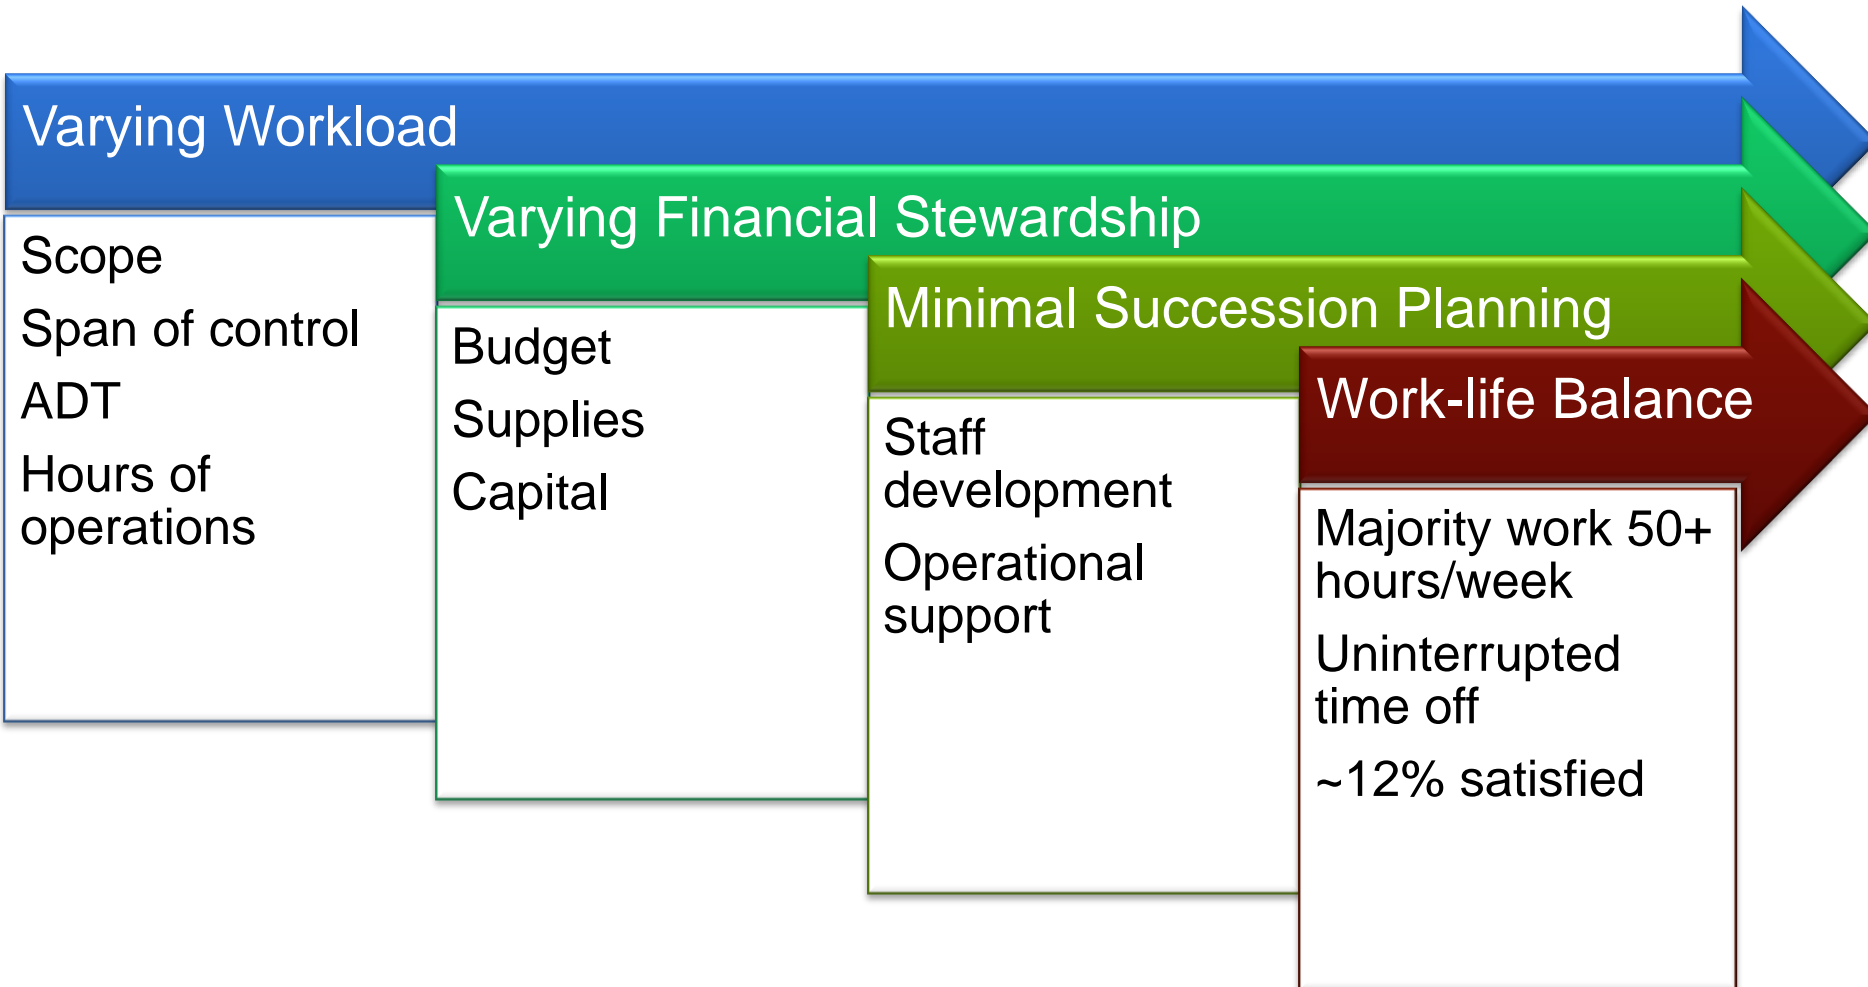 Varying Workload
Scope
Span of control
ADT
Hours of
operations
Varying Financial Stewardship
Budget
Supplies
Capital
Minimal Succession Planning
Staff
development
Operational
support
Work-life Balance
Majority work 50+
hours/week
Uninterrupted
time off
~12% satisfied